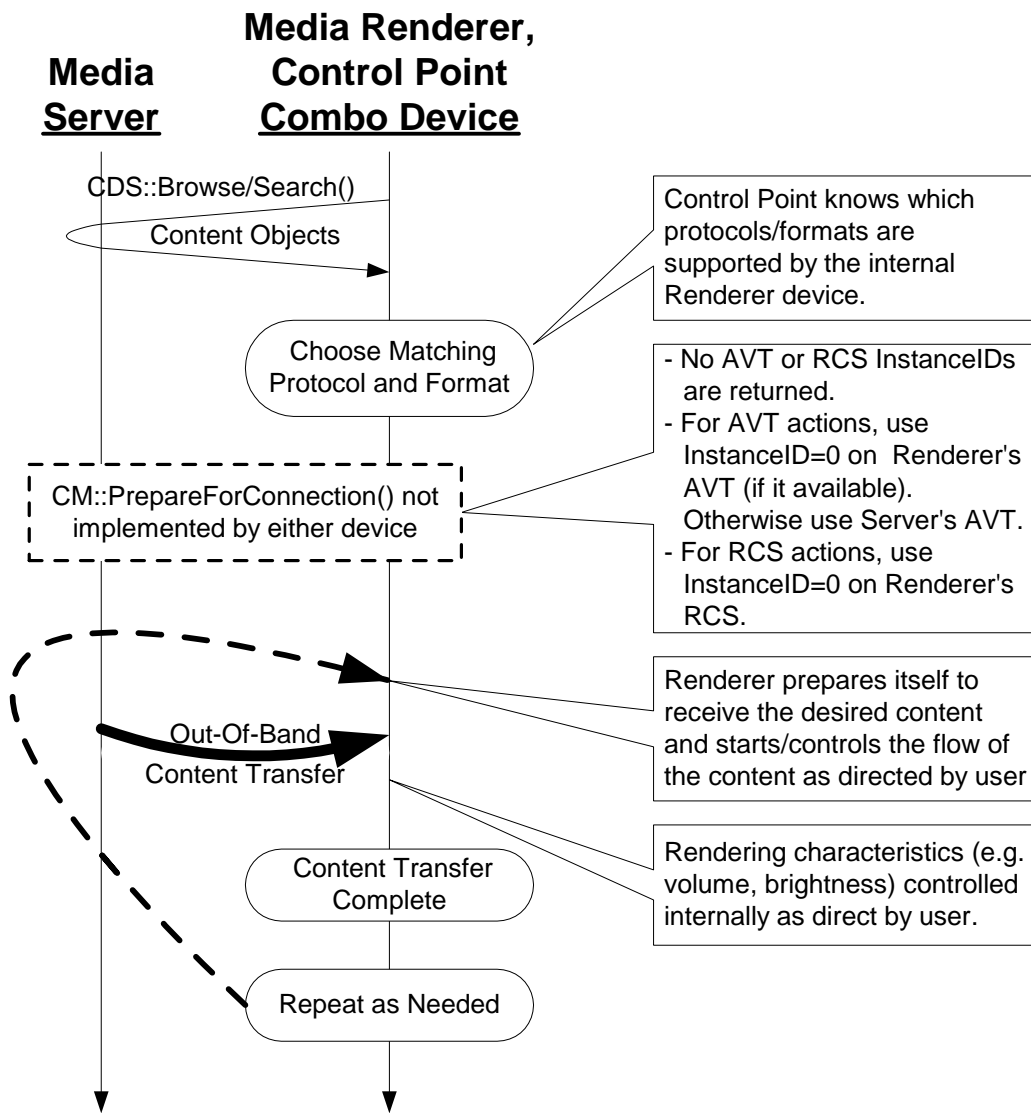 Media
Server
Media Renderer,
Control Point
Combo Device
CDS::Browse/Search()
Content Objects
Control Point knows which
protocols/formats are
supported by the internal
Renderer device.
Choose Matching
Protocol and Format
- No AVT or RCS InstanceIDs
are returned.
- For AVT actions, use
InstanceID=0 on  Renderer's
AVT (if it available).
Otherwise use Server's AVT.
- For RCS actions, use
InstanceID=0 on Renderer's
RCS.
CM::PrepareForConnection() not
implemented by either device
Renderer prepares itself to
receive the desired content
and starts/controls the flow of
the content as directed by user
Out-Of-Band
Content Transfer
Rendering characteristics (e.g.
volume, brightness) controlled
internally as direct by user.
Content Transfer
Complete
Repeat as Needed